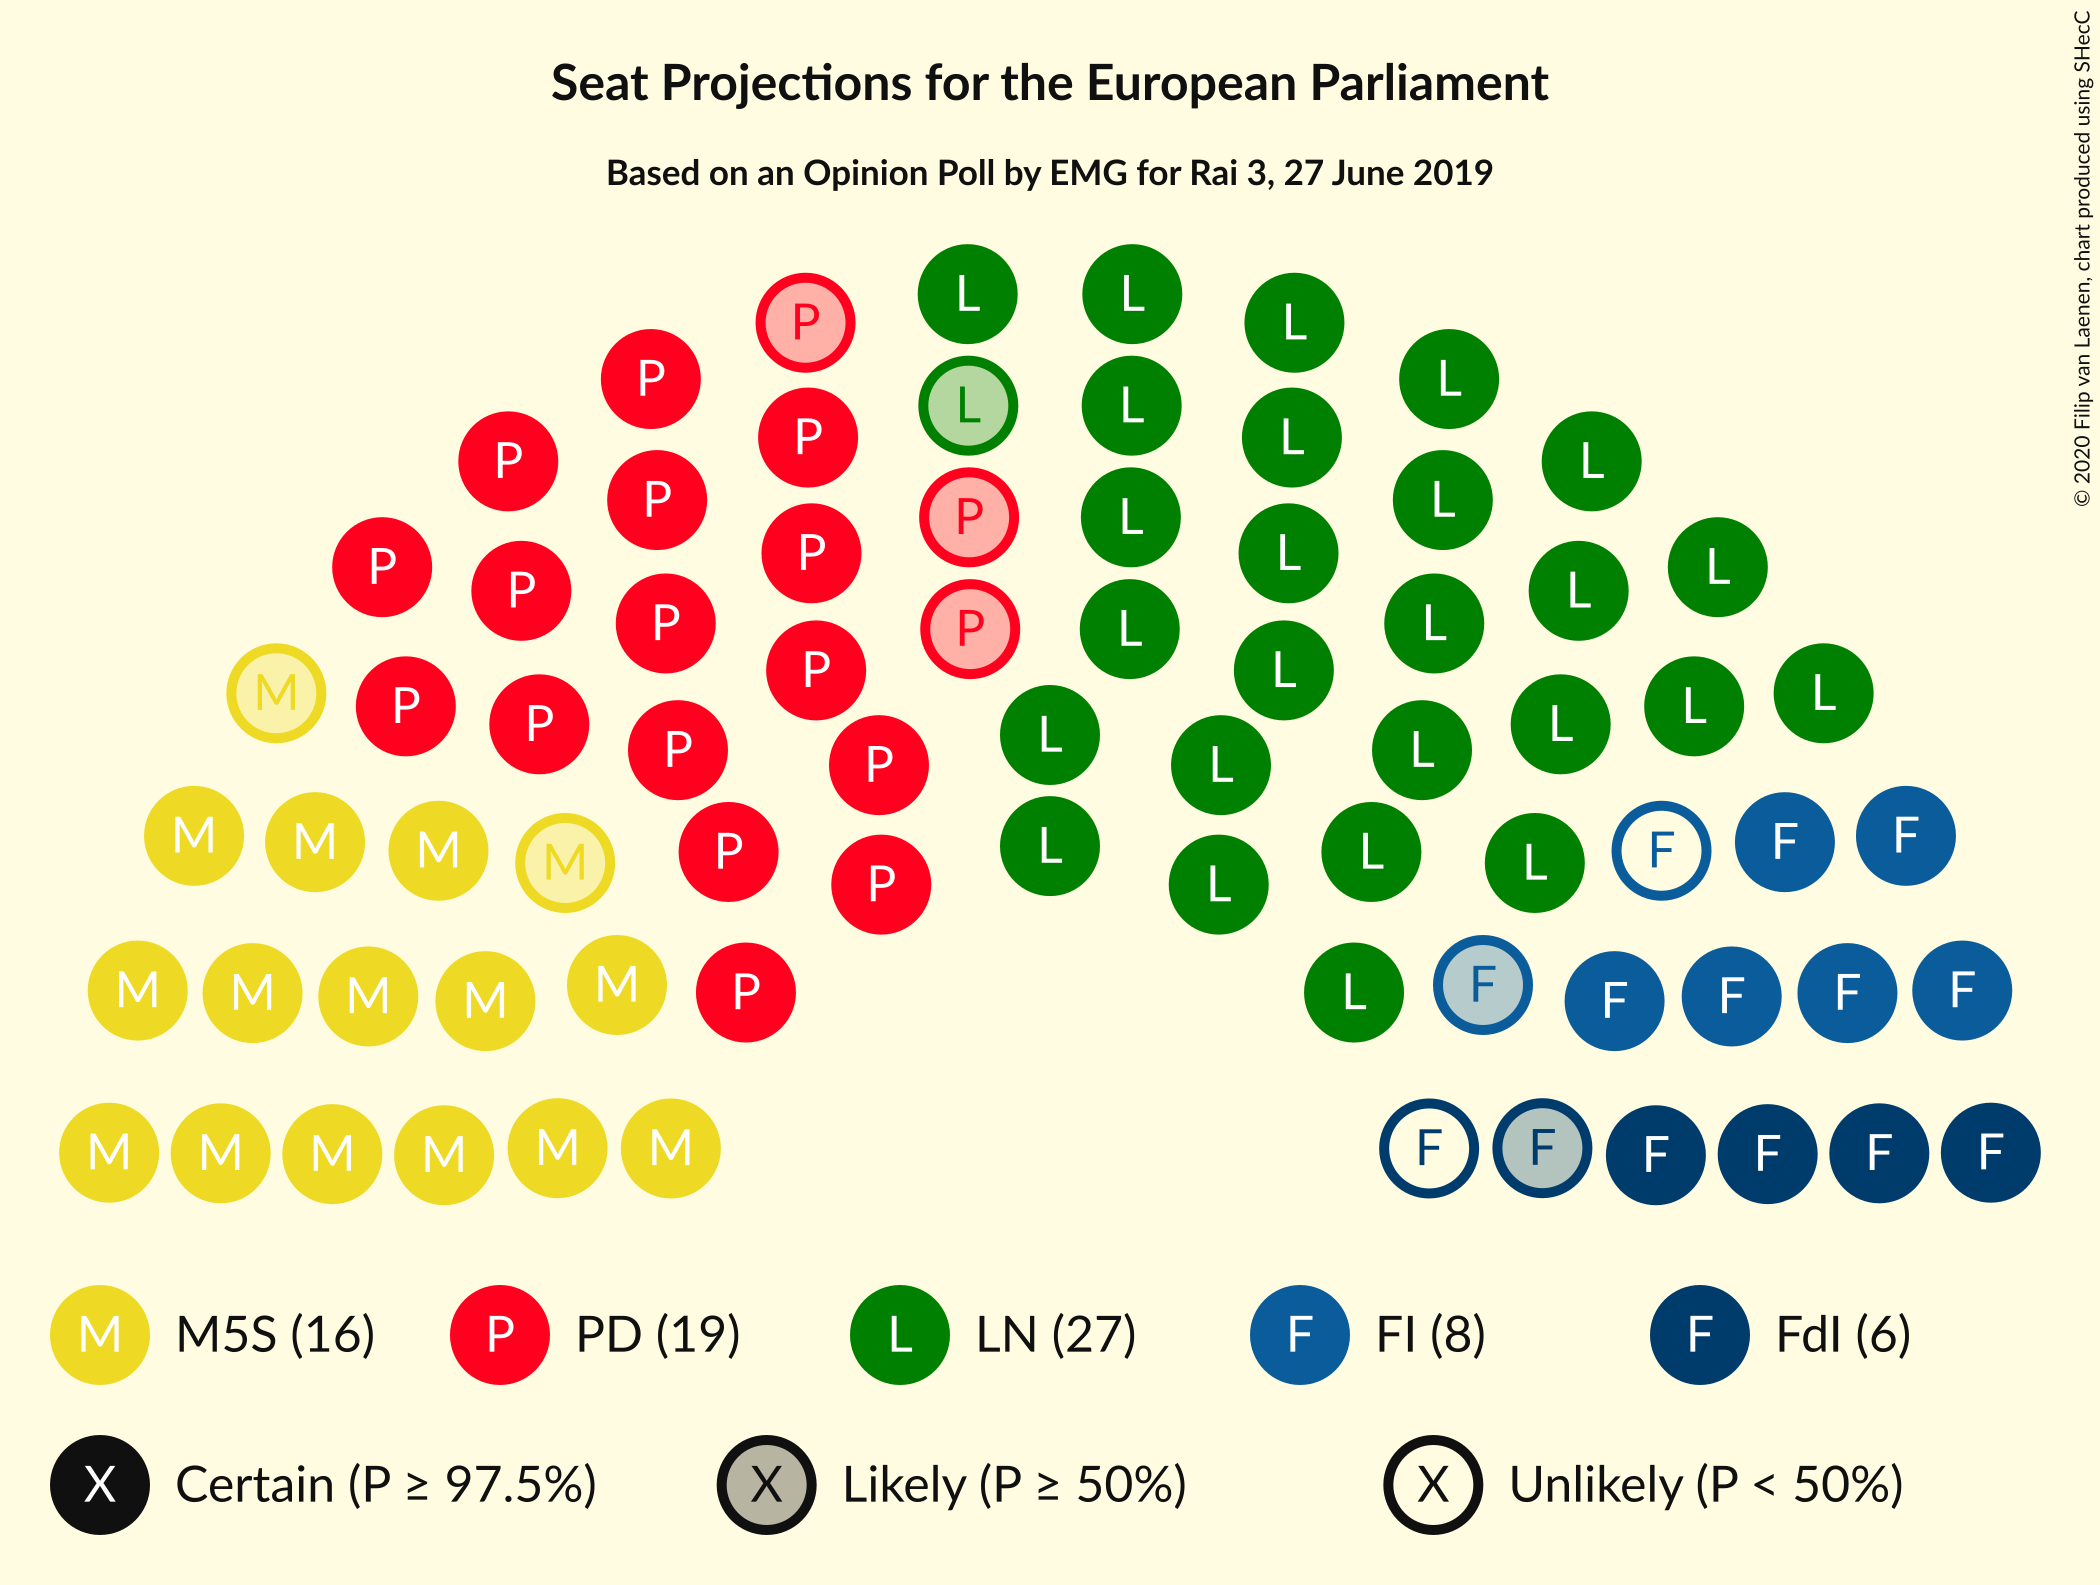 Seat Projections for the European Parliament
Based on an Opinion Poll by EMG for Rai 3, 27 June 2019
© 2020 Filip van Laenen, chart produced using SHecC
L L
P L
P L
L L
P L
P L
P P
L L
P L
P L
P P
L L
P L
P L
M P P P P P L L L L L L L
M M M M P P L L L L F F F
M M M M M P L F F F F F
M M M M M M F F F F F F
M M5S (16) P PD (19) L LN (27) F FI (8) F FdI (6)
X Certain (P ≥ 97.5%) X Likely (P ≥ 50%) X Unlikely (P < 50%)